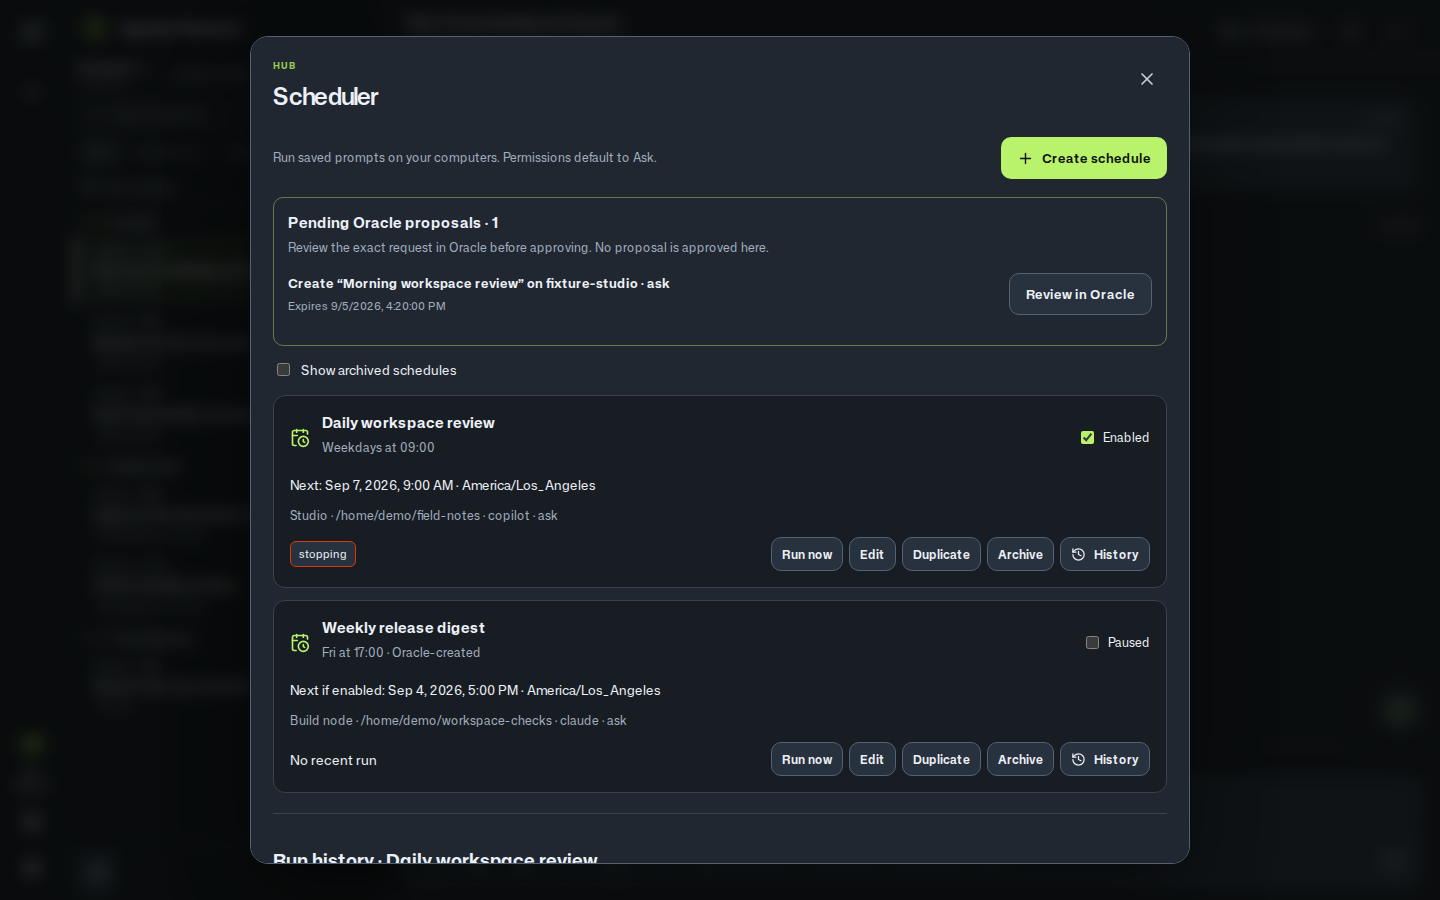 HUB
Scheduler
Run saved prompts on your computers. Permissions default to Ask.
Create schedule
Pending Oracle proposals · 1
Review the exact request in Oracle before approving. No proposal is approved here.
Create “Morning workspace review” on fixture-studio · ask
Expires 9/5/2026, 4:20:00 PM
Review in Oracle
Show archived schedules
Daily workspace review
Weekdays at 09:00
Enabled
Next: Sep 7, 2026, 9:00 AM · America/Los_Angeles
Studio · /home/demo/field-notes · copilot · ask
stopping
Run now
Edit
Duplicate
Archive
History
Weekly release digest
Fri at 17:00 · Oracle-created
Paused
Next if enabled: Sep 4, 2026, 5:00 PM · America/Los_Angeles
Build node · /home/demo/workspace-checks · claude · ask
No recent run
Run now
Edit
Duplicate
Archive
History
Run history · Daily workspace review